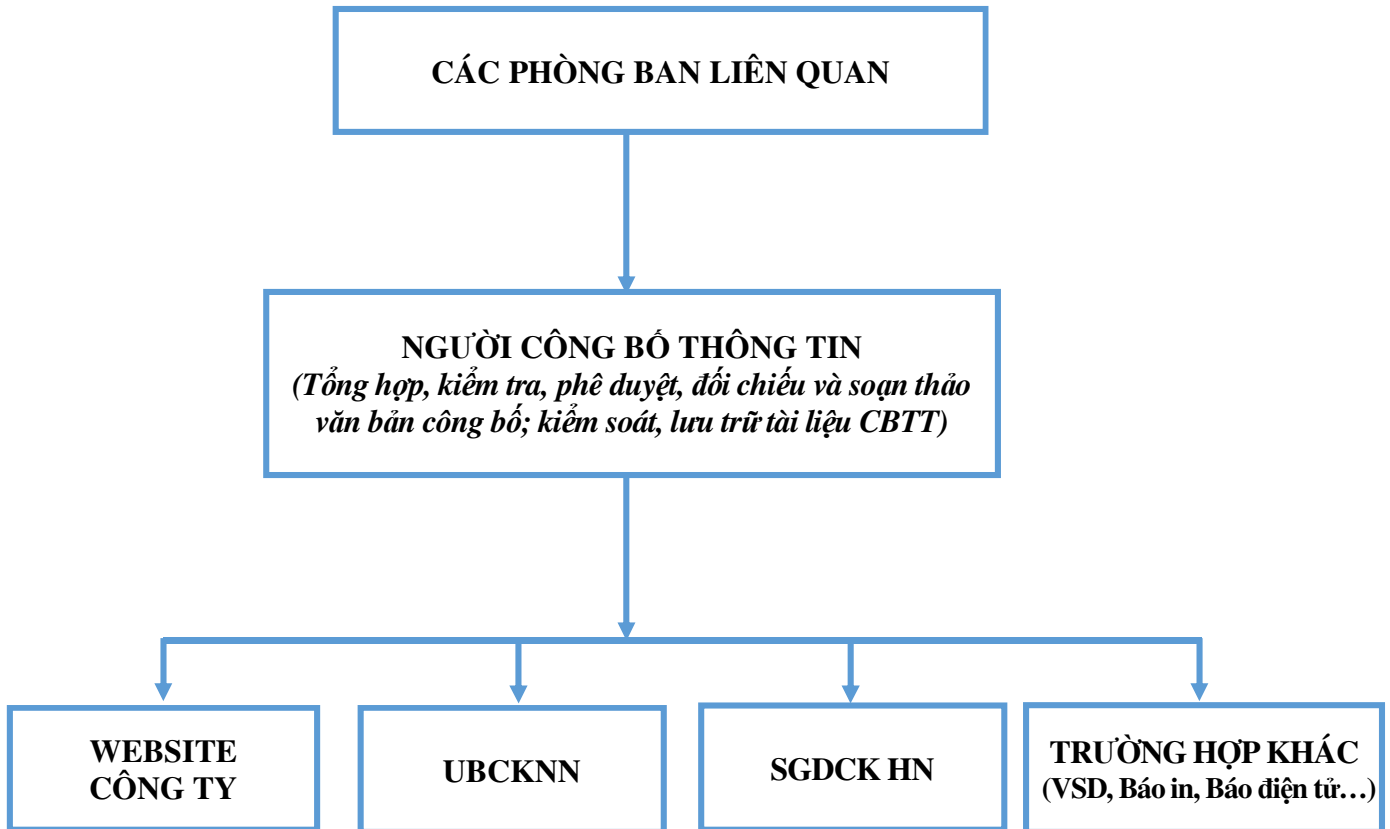 CÁC PHÒNG BAN LIÊN QUAN
NGƯỜI CÔNG BỐ THÔNG TIN
(Tổng hợp, kiểm tra, phê duyệt, đối chiếu và soạn thảo
văn bản công bố; kiểm soát, lưu trữ tài liệu CBTT)
WEBSITE
CÔNG TY
UBCKNN
SGDCK HN
TRƯỜNG HỢP KHÁC
(VSD, Báo in, Báo điện tử…)